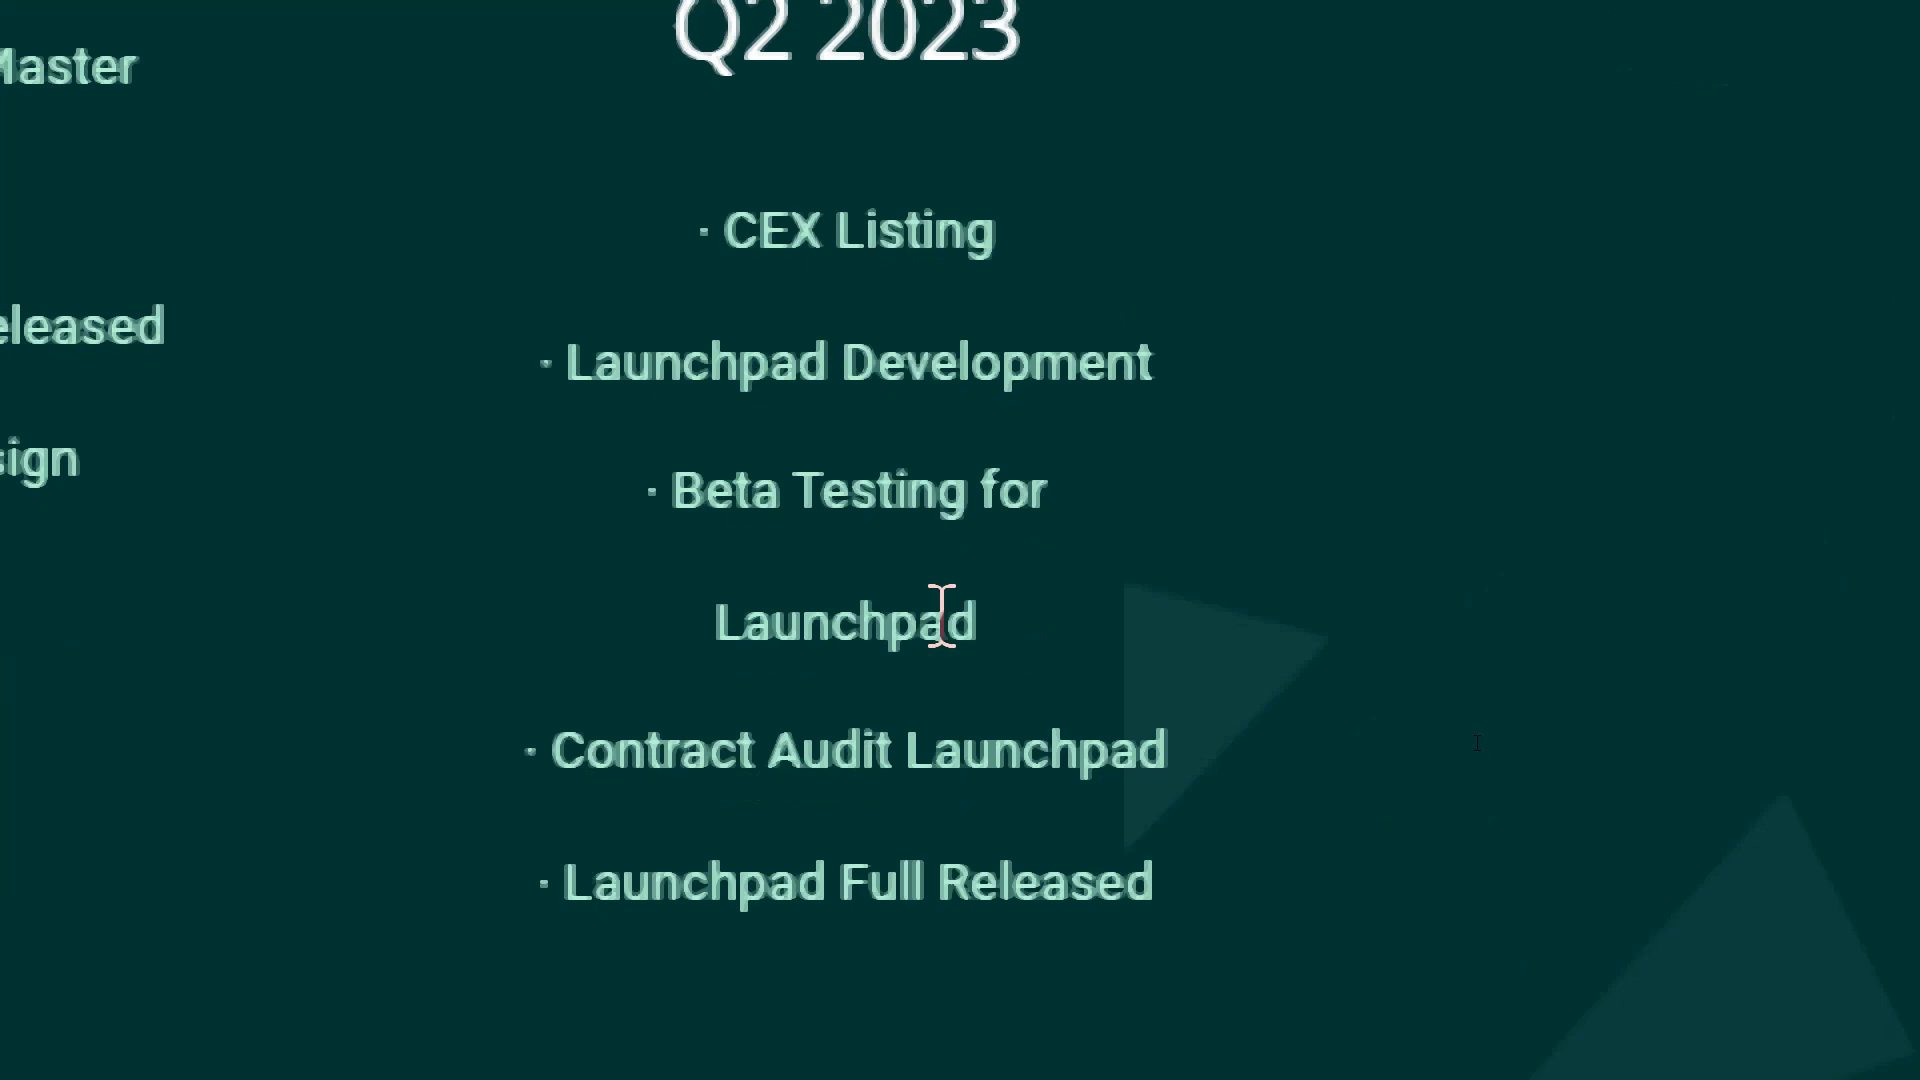 Master
eleased
sign
Q2 2023
· CEX Listing
· Launchpad Development
· Beta Testing for
Launchpad
· Contract Audit Launchpad
· Launchpad Full Released